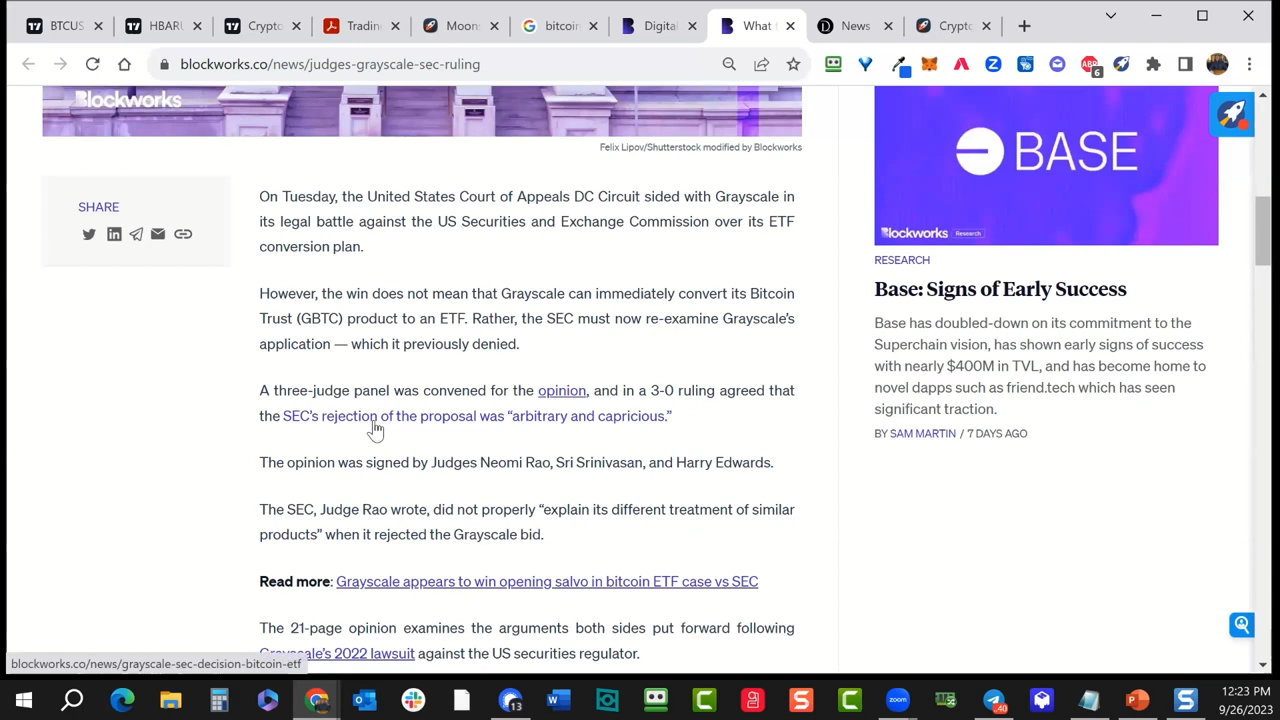 BTCUS
HBARU
Crypto
Tradin
Moon
bitcoin
Digital
What t
News
Crypto
blockworks.co/news/judges-grayscale-sec-ruling
ABP
6
Blockworks
Felix Lipov/Shutterstock modified by Blockworks
SHARE
On Tuesday, the United States Court of Appeals DC Circuit sided with Grayscale in
its legal battle against the US Securities and Exchange Commission over its ETF
conversion plan.
However, the win does not mean that Grayscale can immediately convert its Bitcoin
Trust (GBTC) product to an ETF. Rather, the SEC must now re-examine Grayscale's
application — which it previously denied.
A three-judge panel was convened for the opinion, and in a 3-0 ruling agreed that
the SEC's rejection of the proposal was “arbitrary and capricious.”
The opinion was signed by Judges Neomi Rao, Sri Srinivasan, and Harry Edwards.
The SEC, Judge Rao wrote, did not properly “explain its different treatment of similar
products” when it rejected the Grayscale bid.
Read more: Grayscale appears to win opening salvo in bitcoin ETF case vs SEC
The 21-page opinion examines the arguments both sides put forward following
Grayscale's 2022 lawsuit against the US securities regulator.
BASE
Blockworks Research
RESEARCH
Base: Signs of Early Success
Base has doubled-down on its commitment to the
Superchain vision, has shown early signs of success
with nearly $400M in TVL, and has become home to
novel dapps such as friend.tech which has seen
significant traction.
BY SAM MARTIN / 7 DAYS AGO
blockworks.co/news/grayscale-sec-decision-bitcoin-etf
13
zoom
.40
12:23 PM
9/26/2023